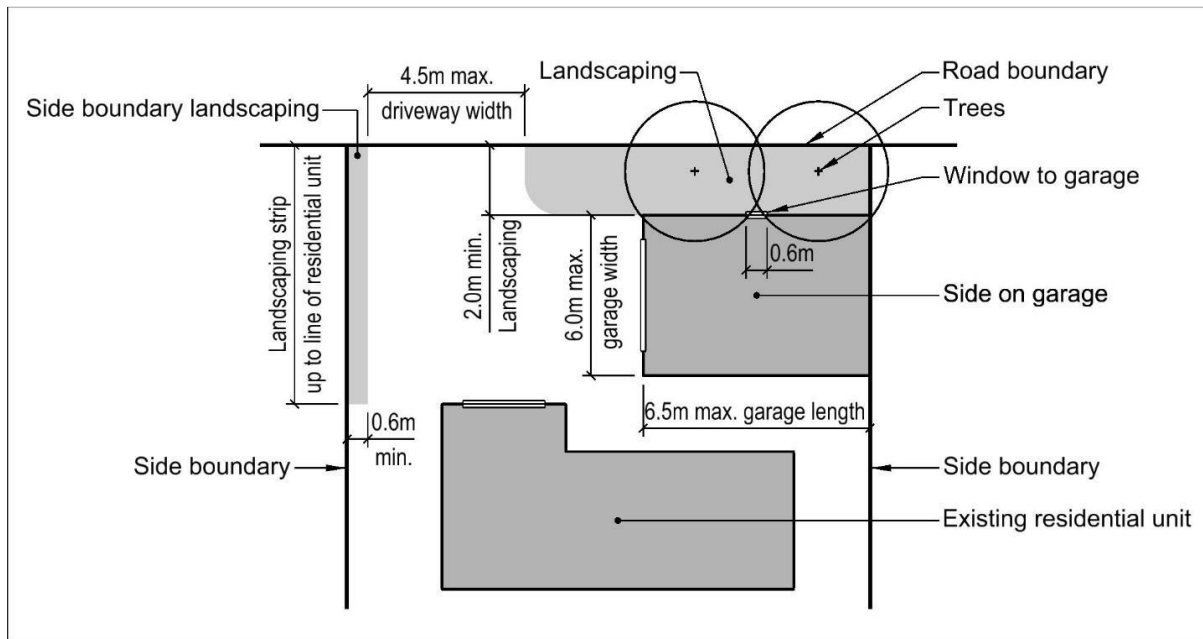 4.5m max.
driveway width
Landscaping
Road boundary
Side boundary landscaping
Trees
Window to garage
Landscaping strip
up to line of residential unit
2.0m min.
Landscaping
6.0m max.
garage width
0.6m
Side on garage
6.5m max. garage length
0.6m
min.
Side boundary
Side boundary
Existing residential unit